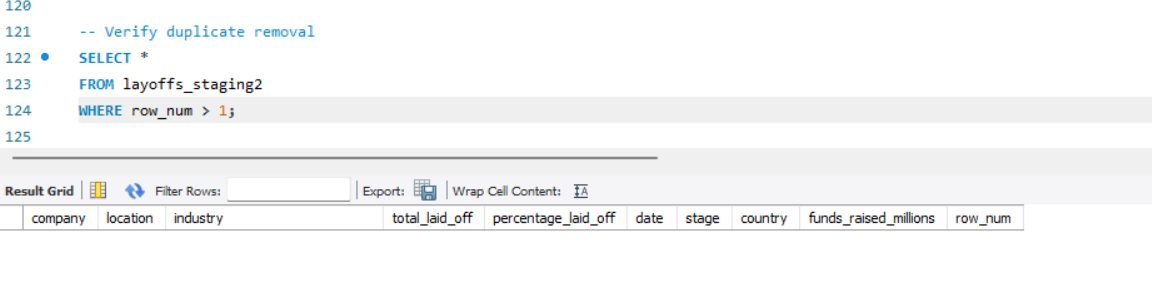 120
121 -- Verify duplicate removal
122 SELECT *
123 FROM layoffs_staging2
124 WHERE row_num > 1;
125
Result Grid Filter Rows: Export: Wrap Cell Content: IA
company location industry total_laid_off percentage_laid_off date stage country funds_raised_millions row_num